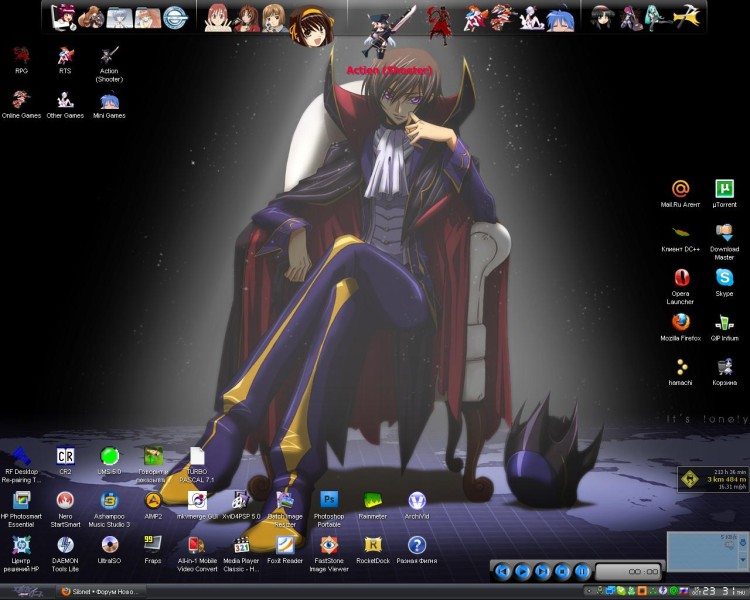 Action (Shooter)
RPG
RTS
Action
(Shooter)
Online Games
Other Games
Mini Games
Mail.Ru Агент
µTorrent
Клиент DC++
Download
Master
Opera
Launcher
Skype
Mozilla Firefox
QIP Infium
hamachi
Корзина
It's lonely
213 h 36 min
3 km 484 m
16.31 m/h
RF Desktop
Re-pairing T...
CR2
UMS 5.0
TURBO
PASCAL 7.1
HP Photosmart
Essential
Nero
StartSmart
Ashampoo
Music Studio 3
AIMP2
mkvmerge GUI
XviD4PSP 5.0
Batch Image
Resizer
Photoshop
Portable
Rainmeter
ArchiVid
Центр
решений HP
DAEMON
Tools Lite
UltraISO
Fraps
All-in-1 Mobile
Video Convert
Media Player
Classic - H...
Foxit Reader
FastStone
Image Viewer
RocketDock
Разная Фигня
00:00
Sibnet • Форум Ново...
23 31